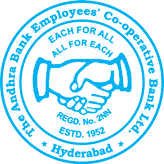 The Andhra Bank Employees' Co-operative Bank Ltd.
EACH FOR ALL
ALL FOR EACH
REGD. No. 2NN
ESTD. 1952
* Hyderabad *